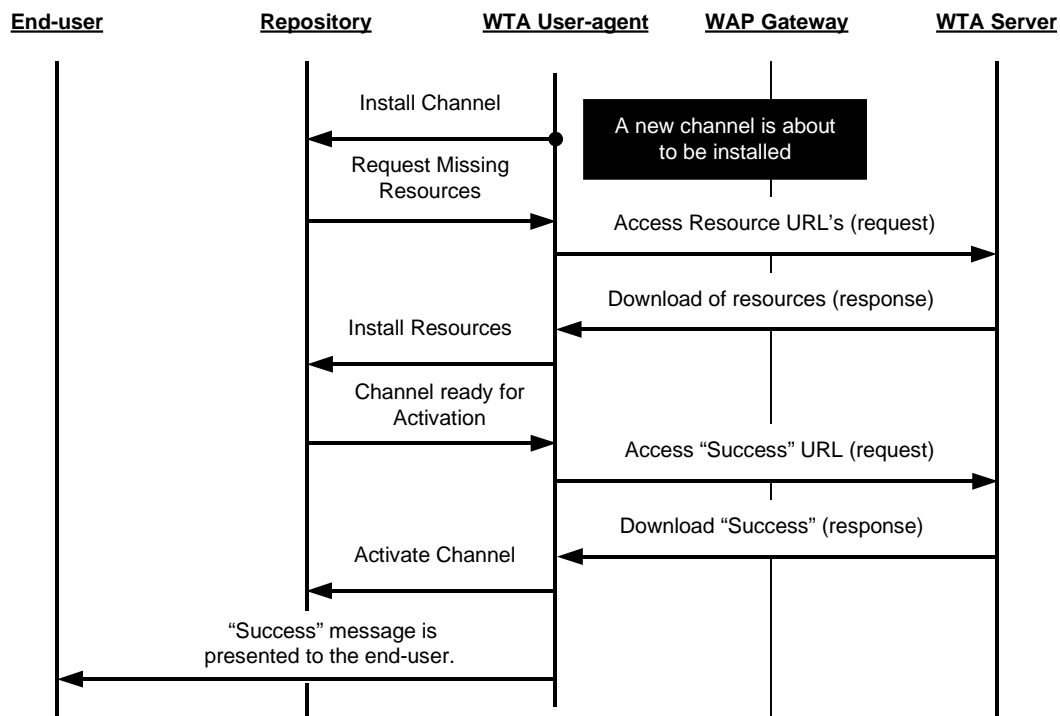 End-user
Repository
WTA User-agent
WAP Gateway
WTA Server
Install Channel
A new channel is about
to be installed
Request Missing
Resources
Access Resource URL's (request)
Download of resources (response)
Install Resources
Channel ready for
Activation
Access “Success” URL (request)
Download “Success” (response)
Activate Channel
“Success” message is
presented to the end-user.